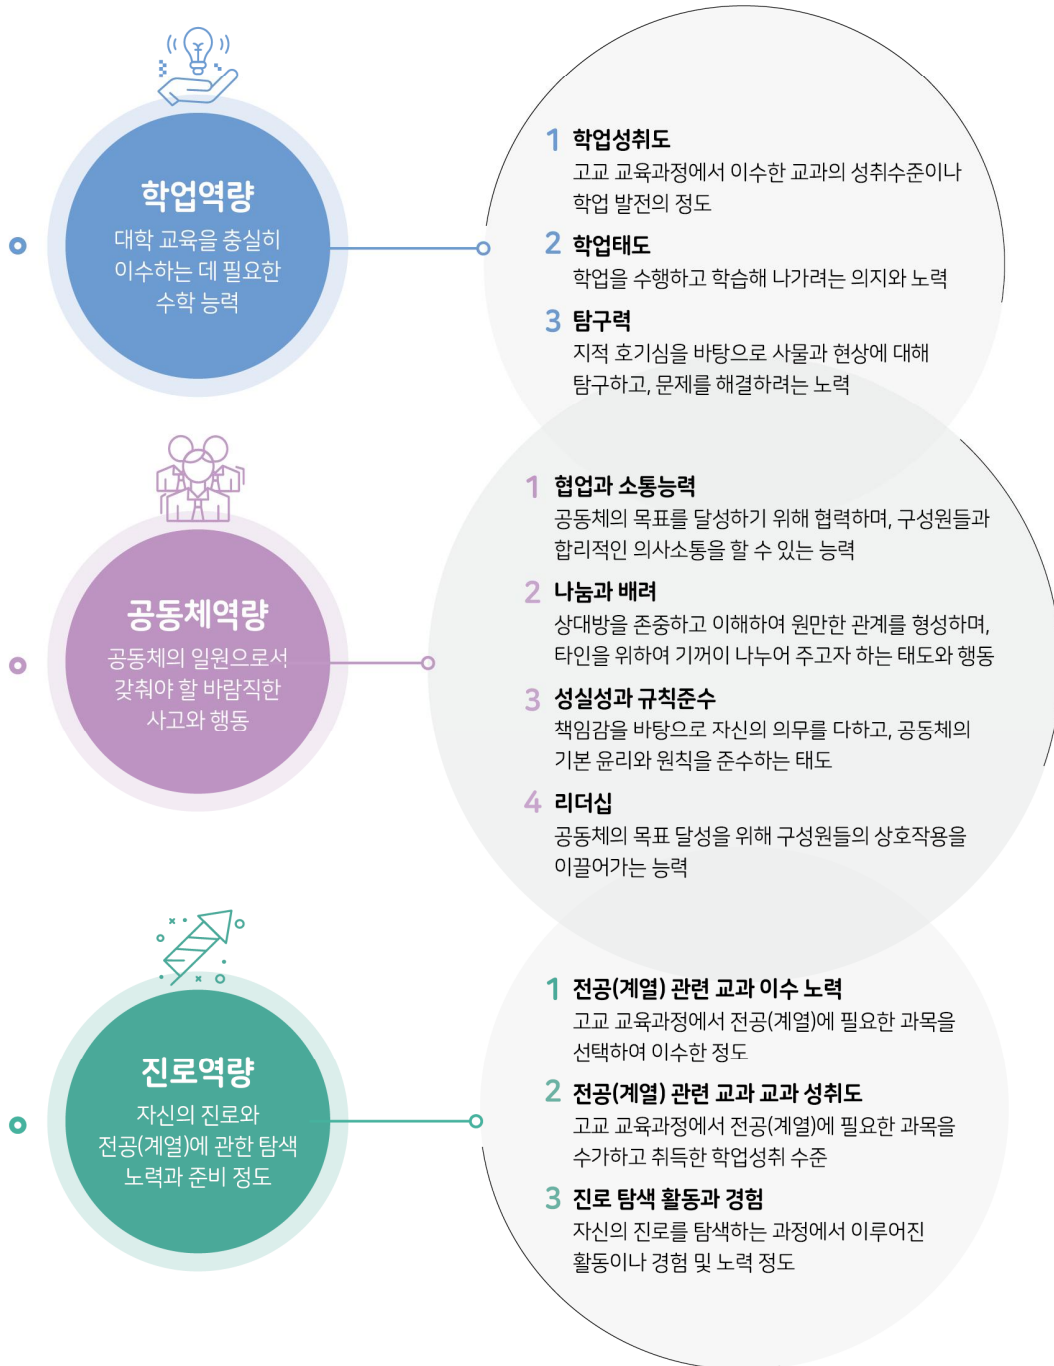 학업역량
대학 교육을 충실히
이수하는 데 필요한
수학 능력
1 학업성취도
고교 교육과정에서 이수한 교과의 성취수준이나
학업 발전의 정도
2 학업태도
학업을 수행하고 학습해 나가려는 의지와 노력
3 탐구력
지적 호기심을 바탕으로 사물과 현상에 대해
탐구하고, 문제를 해결하려는 노력
공동체역량
공동체의 일원으로서
갖춰야 할 바람직한
사고와 행동
1 협업과 소통능력
공동체의 목표를 달성하기 위해 협력하며, 구성원들과
합리적인 의사소통을 할 수 있는 능력
2 나눔과 배려
상대방을 존중하고 이해하여 원만한 관계를 형성하며,
타인을 위하여 기꺼이 나누어 주고자 하는 태도와 행동
3 성실성과 규칙준수
책임감을 바탕으로 자신의 의무를 다하고, 공동체의
기본 윤리와 원칙을 준수하는 태도
4 리더십
공동체의 목표 달성을 위해 구성원들의 상호작용을
이끌어가는 능력
진로역량
자신의 진로와
전공(계열)에 관한 탐색
노력과 준비 정도
1 전공(계열) 관련 교과 이수 노력
고교 교육과정에서 전공(계열)에 필요한 과목을
선택하여 이수한 정도
2 전공(계열) 관련 교과 교과 성취도
고교 교육과정에서 전공(계열)에 필요한 과목을
수가하고 취득한 학업성취 수준
3 진로 탐색 활동과 경험
자신의 진로를 탐색하는 과정에서 이루어진
활동이나 경험 및 노력 정도